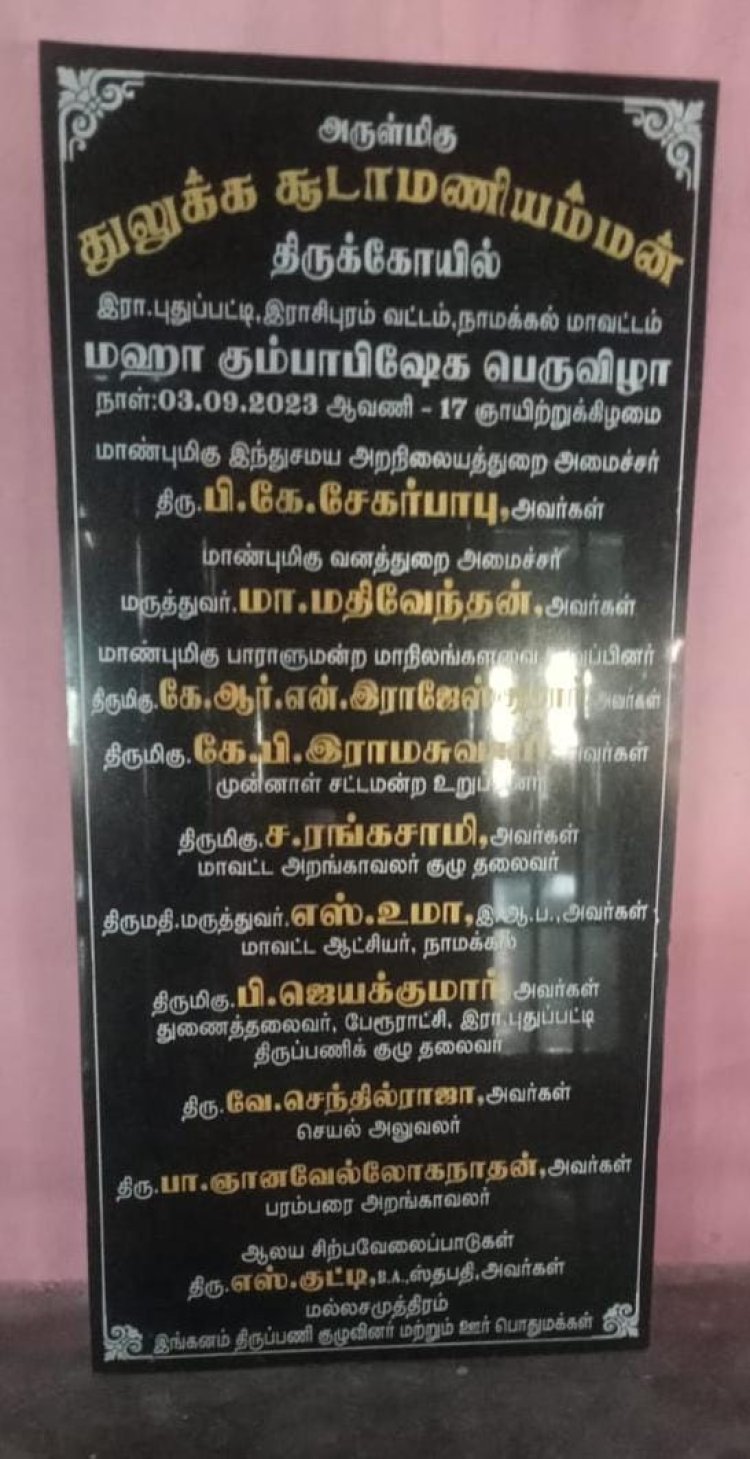 அருள்மிகு
துலுக்க சூடாமணியம்மன்
திருக்கோயில்
இரா.புதுப்பட்டி,இராசிபுரம் வட்டம்,நாமக்கல் மாவட்டம்
மஹா கும்பாபிஷேக பெருவிழா
நாள்:03.09.2023 ஆவணி - 17 ஞாயிற்றுக்கிழமை
மாண்புமிகு இந்துசமய அறநிலையத்துறை அமைச்சர்
திரு.பி.கே.சேகர்பாபு,அவர்கள்
மாண்புமிகு வனத்துறை அமைச்சர்
மருத்துவர்.மா.மதிவேந்தன்,அவர்கள்
மாண்புமிகு பாராளுமன்ற
திருமிகு.கே.ஆர்.என்.இராஜேஸ்குமார் அவர்கள்
திருமிகு.கே.பி.இராமசுவாமி அவர்கள்
முன்னாள் சட்டமன்ற உறுப்பினர்
திருமிகு.ச.ரங்கசாமி,அவர்கள்
மாவட்ட அறங்காவலர் குழு தலைவர்
திருமதி.மருத்துவர்.எஸ்.உமா,இ.ஆ.ப.,அவர்கள்
மாவட்ட ஆட்சியர், நாமக்கல்
திருமிகு.பி.ஜெயக்குமார், அவர்கள்
துணைத்தலைவர், பேரூராட்சி, இரா.புதுப்பட்டி
திருப்பணிக் குழு தலைவர்
திரு.வே.செந்தில்ராஜா,அவர்கள்
செயல் அலுவலர்
திரு.பா.ஞானவேல்லோகநாதன்,அவர்கள்
பரம்பரை அறங்காவலர்
ஆலய சிற்பவேலைப்பாடுகள்
திரு.எஸ்.குட்டி,B.A.,ஸ்தபதி,அவர்கள்
மல்லசமுத்திரம்
இங்கனம் திருப்பணி குழுவினர் மற்றும் ஊர் பொதுமக்கள்